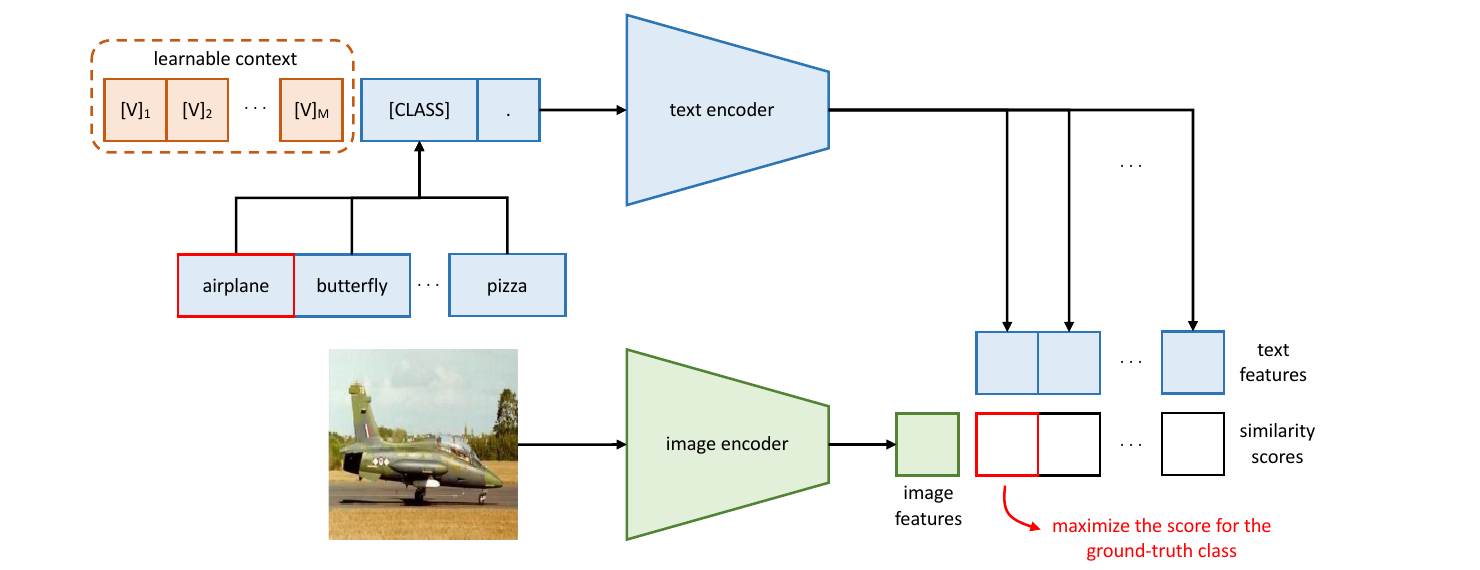 learnable context
[V]1 [V]2 ... [V]M [CLASS] .
text encoder
...
airplane butterfly ... pizza
text
features
...
image encoder
similarity
scores
...
image
features
maximize the score for the
ground-truth class